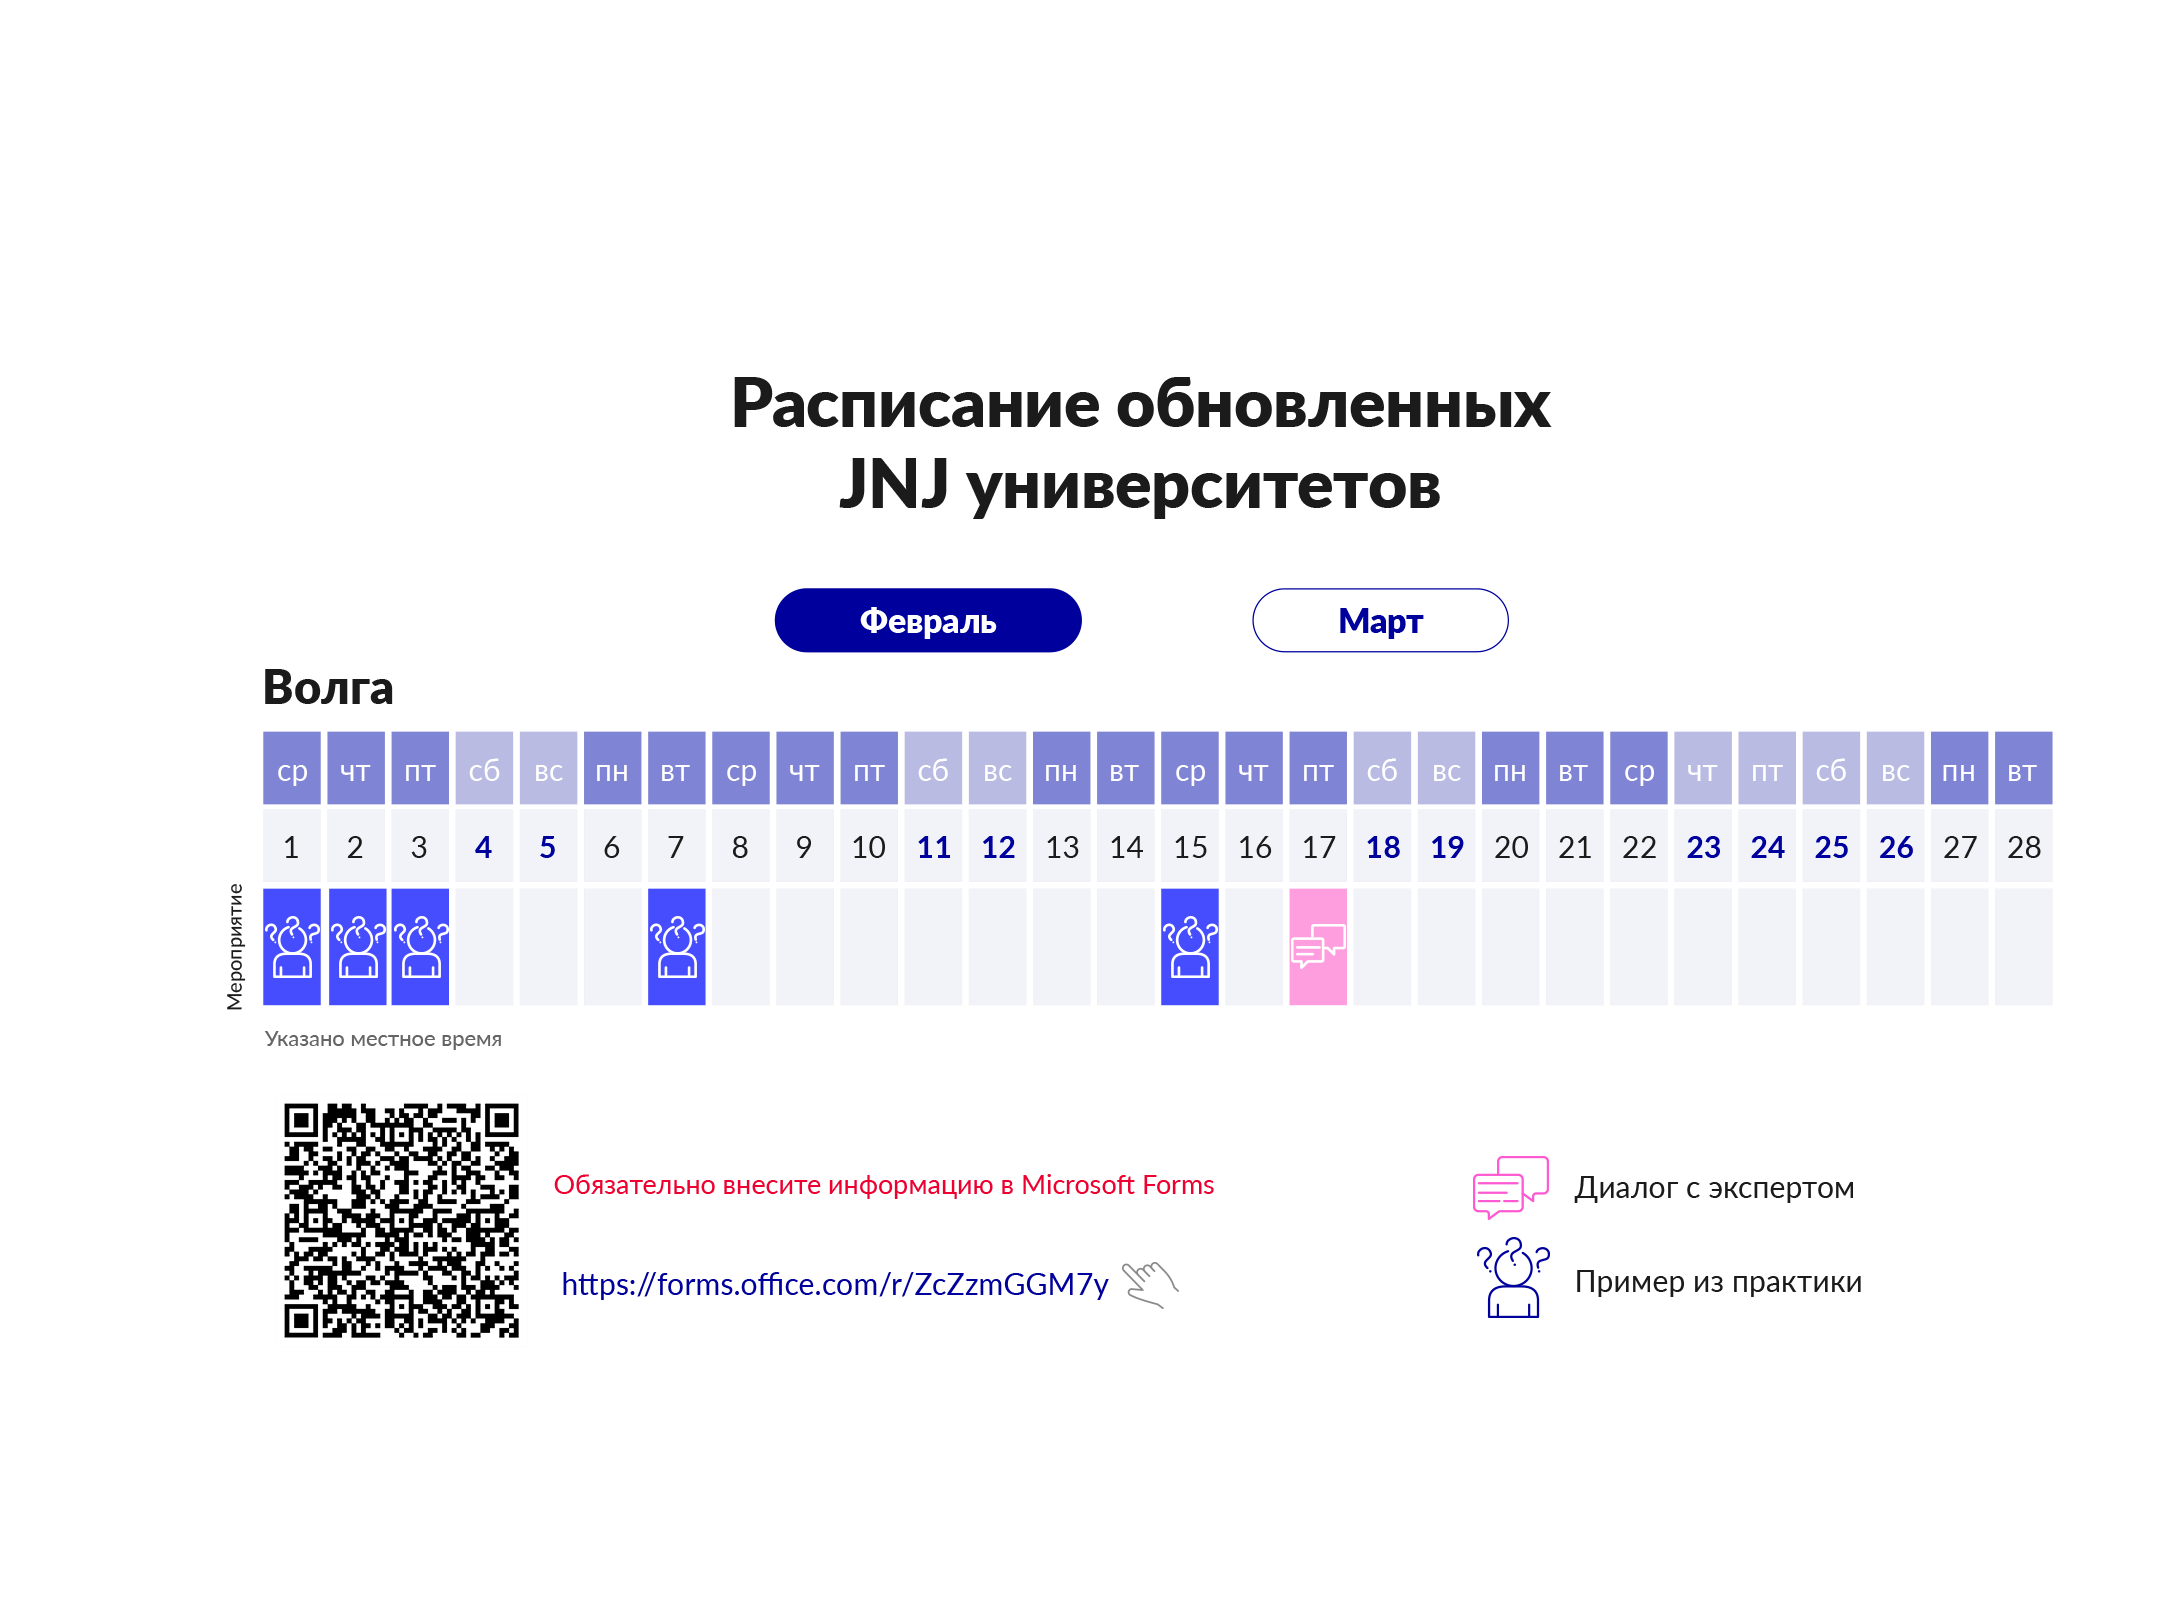 Расписание обновленных
JNJ университетов
Февраль Март
Волга
ср чт пт сб вс пн вт ср чт пт сб вс пн вт ср чт пт сб вс пн вт ср чт пт сб вс пн вт
1 2 3 4 5 6 7 8 9 10 11 12 13 14 15 16 17 18 19 20 21 22 23 24 25 26 27 28
Мероприятие
Указано местное время
Обязательно внесите информацию в Microsoft Forms
https://forms.office.com/r/ZcZzmGGM7y
Диалог с экспертом
Пример из практики